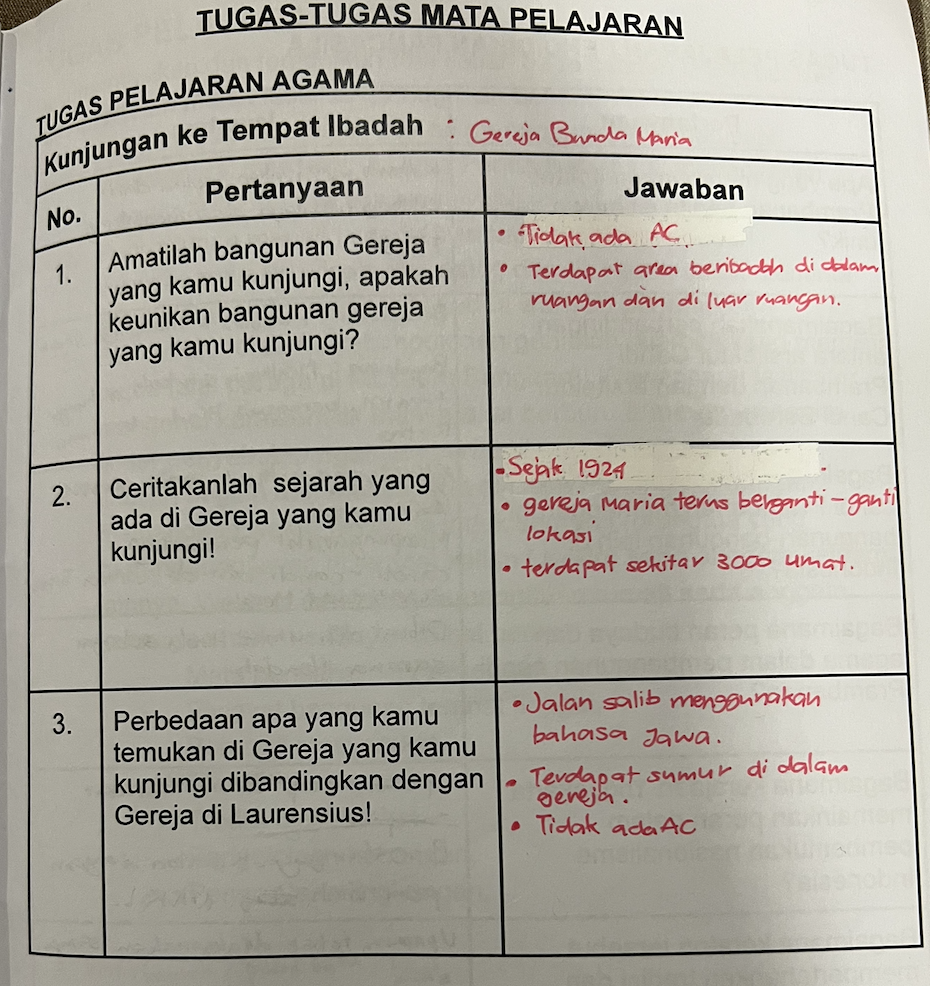 TUGAS-TUGAS MATA PELAJARAN
TUGAS PELAJARAN AGAMA
Kunjungan ke Tempat Ibadah : Gereja Bunda Maria
No. Pertanyaan Jawaban
1. Amatilah bangunan Gereja
yang kamu kunjungi, apakah
keunikan bangunan gereja
yang kamu kunjungi?
• Tidak ada AC
• Terdapat area beribadah di dalam
ruangan dan di luar ruangan.
2. Ceritakanlah sejarah yang
ada di Gereja yang kamu
kunjungi!
• Sejak 1924
• gereja Maria terus berganti-ganti
lokasi
• terdapat sekitar 3000 umat.
3. Perbedaan apa yang kamu
temukan di Gereja yang kamu
kunjungi dibandingkan dengan
Gereja di Laurensius!
• Jalan salib menggunakan
bahasa Jawa.
• Terdapat sumur di dalam
gereja.
• Tidak ada AC